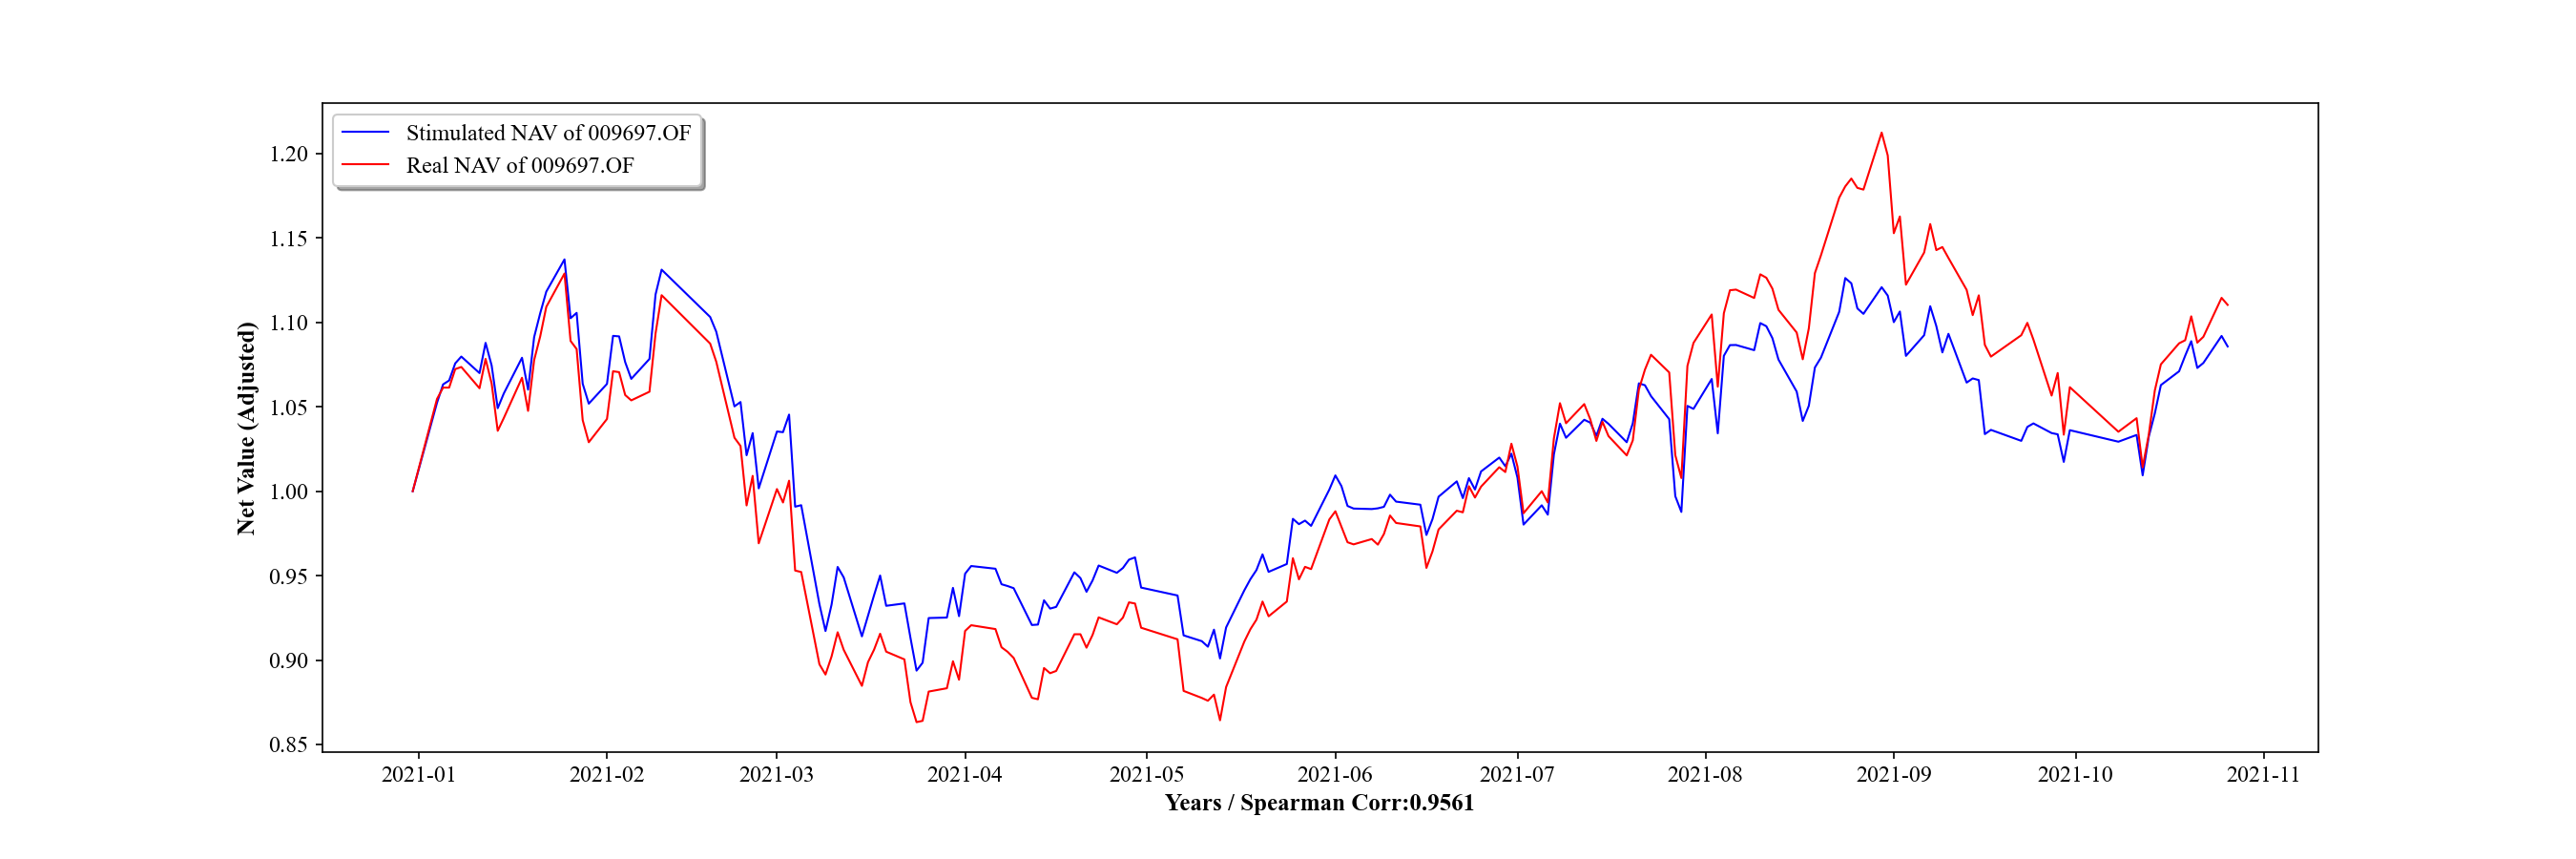 Stimulated NAV of 009697.OF
Real NAV of 009697.OF
Net Value (Adjusted)
1.20
1.15
1.10
1.05
1.00
0.95
0.90
0.85
2021-01 2021-02 2021-03 2021-04 2021-05 2021-06 2021-07 2021-08 2021-09 2021-10 2021-11
Years / Spearman Corr:0.9561